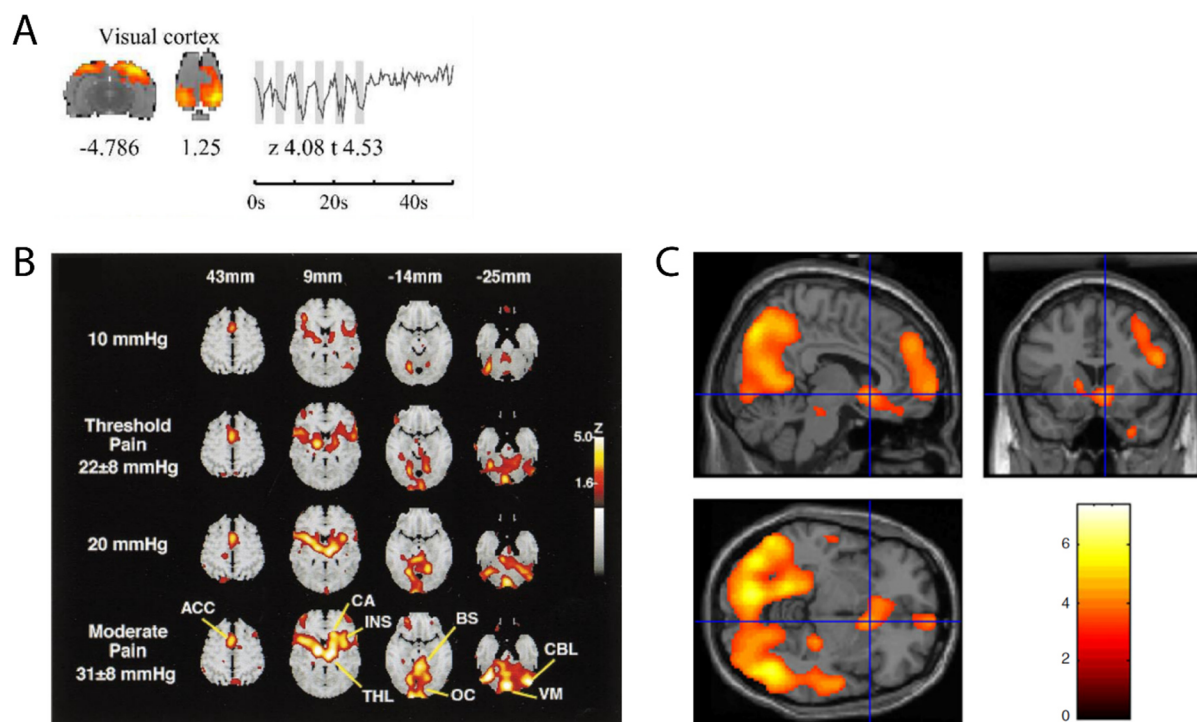 A
Visual cortex
-4.786 1.25 z 4.08 t 4.53
0s 20s 40s
B
43mm 9mm -14mm -25mm
10 mmHg
Threshold
Pain
22±8 mmHg
Z
5.0
1.6
20 mmHg
ACC CA INS BS CBL
Moderate
Pain
31±8 mmHg
THL OC VM
C
6
4
2
0